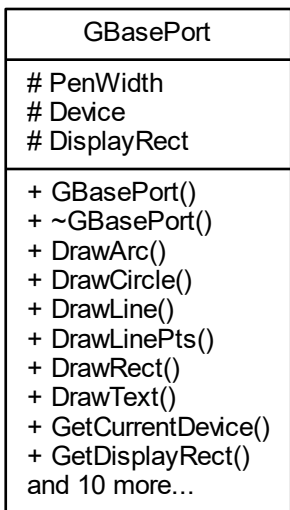 GBasePort
# PenWidth
# Device
# DisplayRect
+ GBasePort()
+ ~GBasePort()
+ DrawArc()
+ DrawCircle()
+ DrawLine()
+ DrawLinePts()
+ DrawRect()
+ DrawText()
+ GetCurrentDevice()
+ GetDisplayRect()
and 10 more...